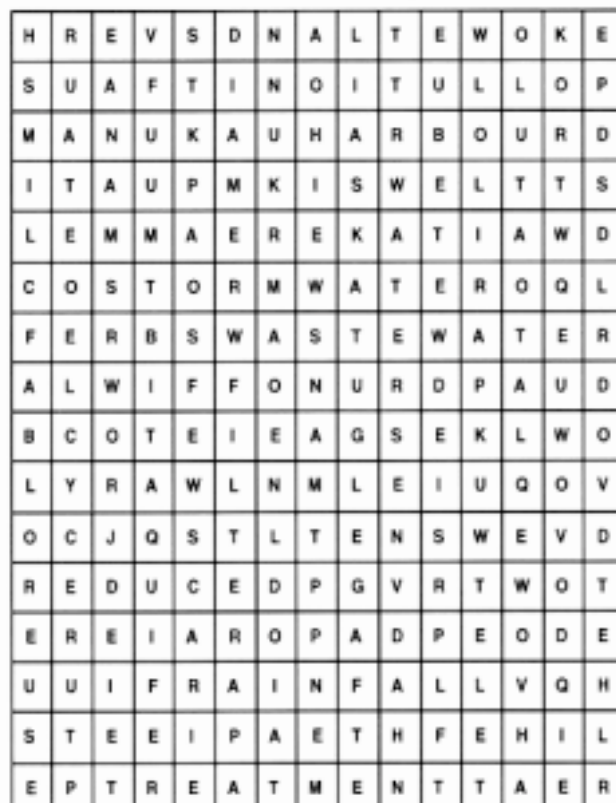 H R E V S D N A L T E W O K E
S U A F T I N O I T U L L O P
M A N U K A U H A R B O U R D
I T A U P M K I S W E L T T S
L E M M A E R E K A T I A W D
C O S T O R M W A T E R O Q L
F E R B S W A S T E W A T E R
A L W I F F O N U R D P A U D
B C O T E I E A G S E K L W O
L Y R A W L N M L E I U Q O V
O C J Q S T L T E N S W E V D
R E D U C E D P G V R T W O T
E R E I A R O P A D P E O D E
U U I F R A I N F A L L V Q H
S T E E I P A E T H F E H I L
E P T R E A T M E N T T A E R